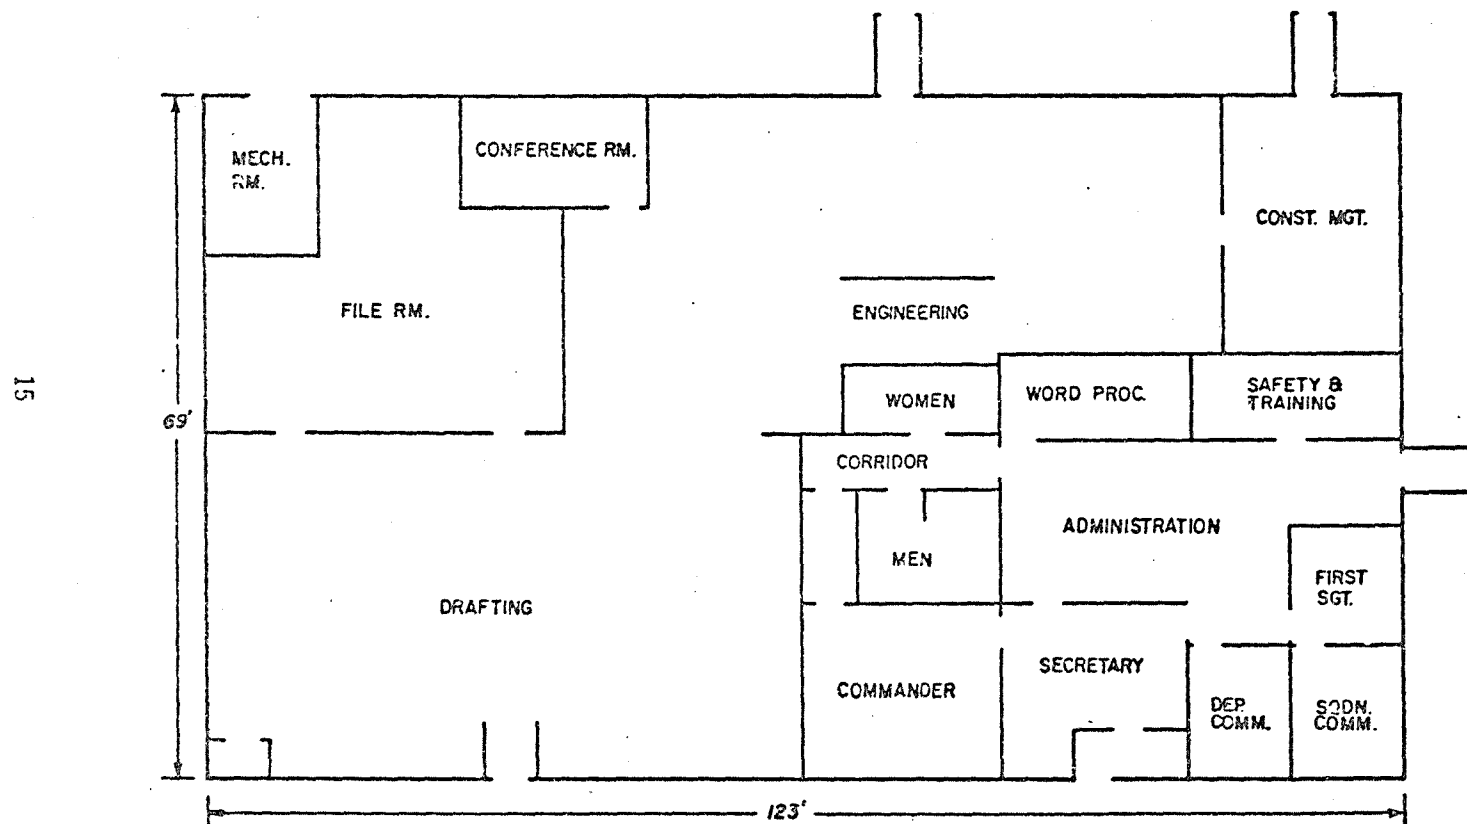 MECH.
RM.
CONFERENCE RM.
CONST. MGT.
FILE RM.
ENGINEERING
WOMEN
WORD PROC.
SAFETY &
TRAINING
15
69'
CORRIDOR
ADMINISTRATION
MEN
FIRST
SGT.
DRAFTING
SECRETARY
COMMANDER
DEP.
COMM.
SQDN.
COMM.
123'